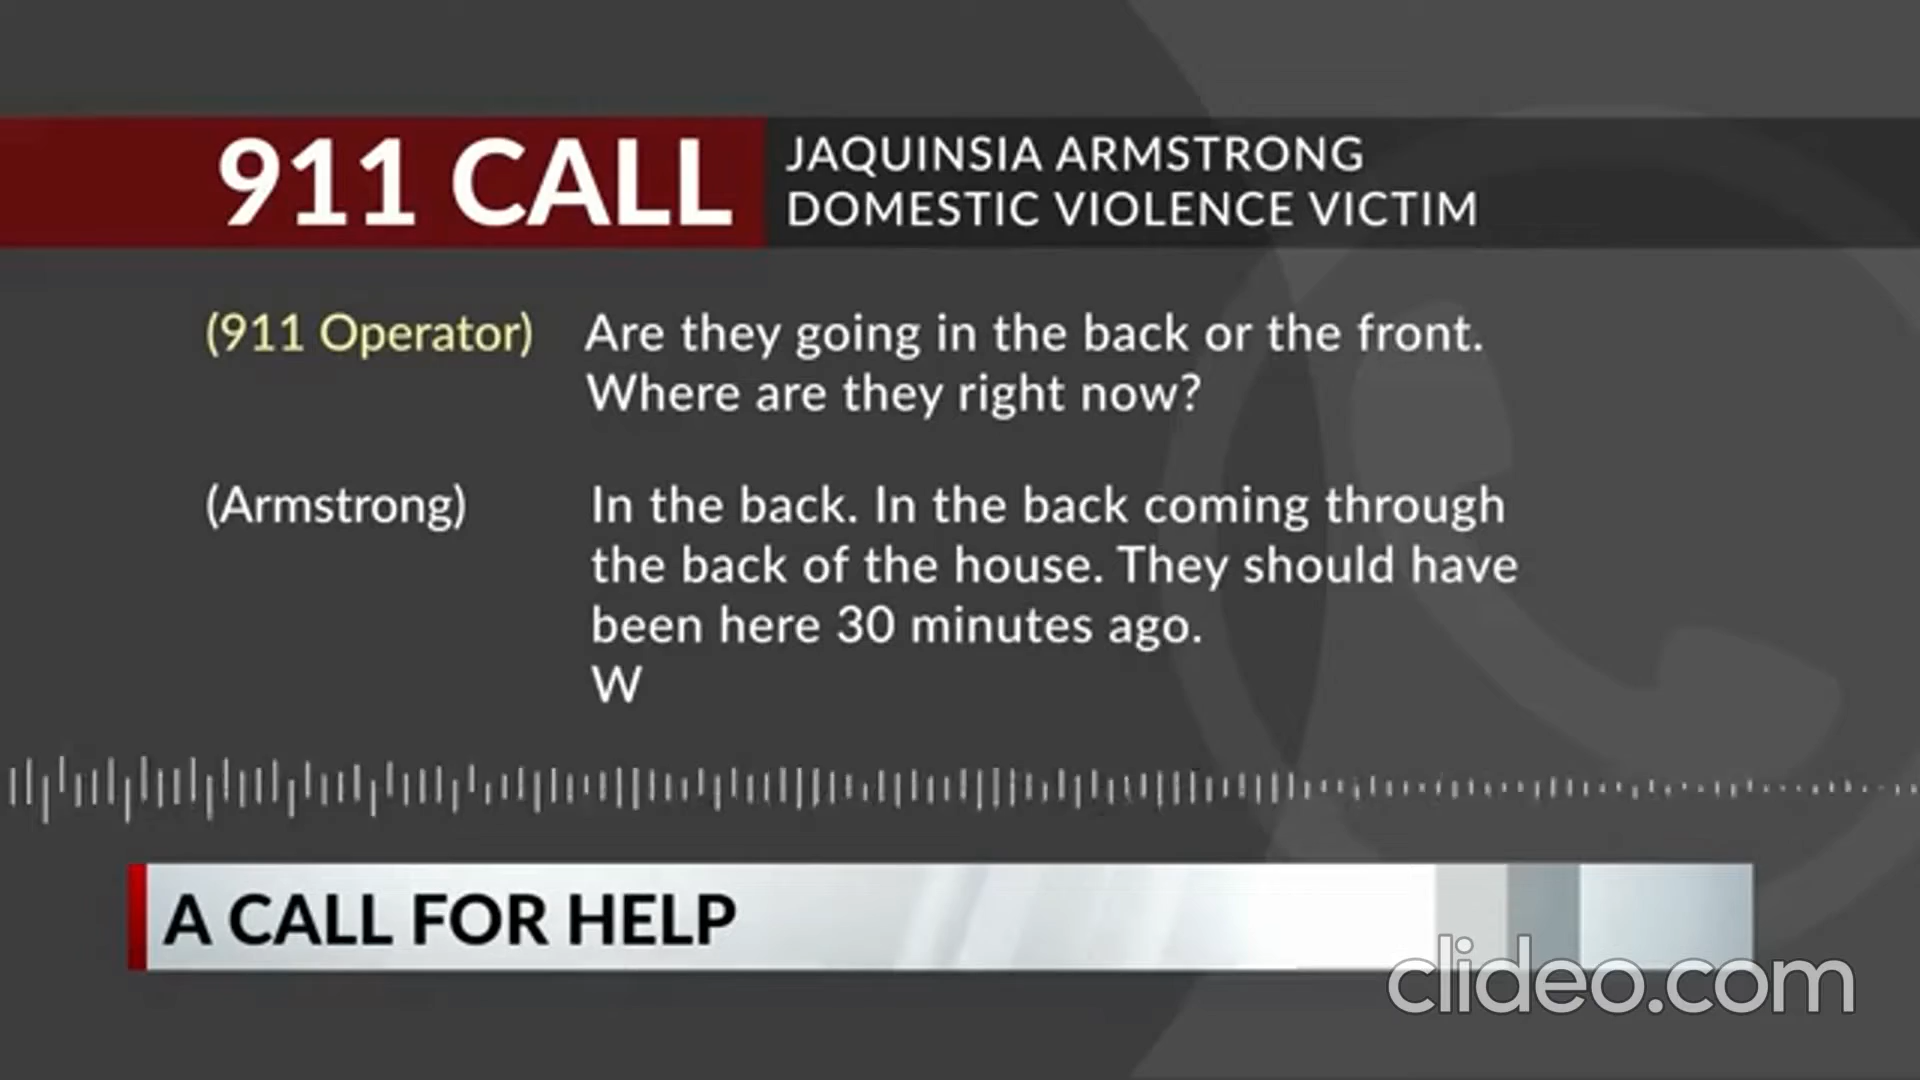 911 CALL
JAQUINSIA ARMSTRONG
DOMESTIC VIOLENCE VICTIM
(911 Operator) Are they going in the back or the front.
Where are they right now?
(Armstrong) In the back. In the back coming through
the back of the house. They should have
been here 30 minutes ago.
W
A CALL FOR HELP
clideo.com